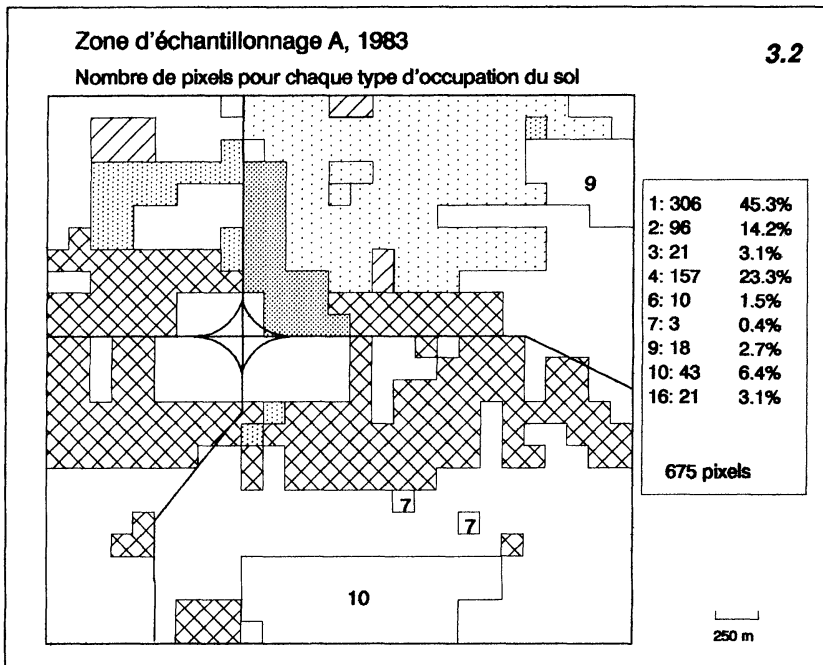 Zone d'échantillonnage A, 1983
3.2
Nombre de pixels pour chaque type d'occupation du sol
9
1: 306 45.3%
2: 96 14.2%
3: 21 3.1%
4: 157 23.3%
6: 10 1.5%
7: 3 0.4%
9: 18 2.7%
10: 43 6.4%
16: 21 3.1%
675 pixels
7
7
10
250 m